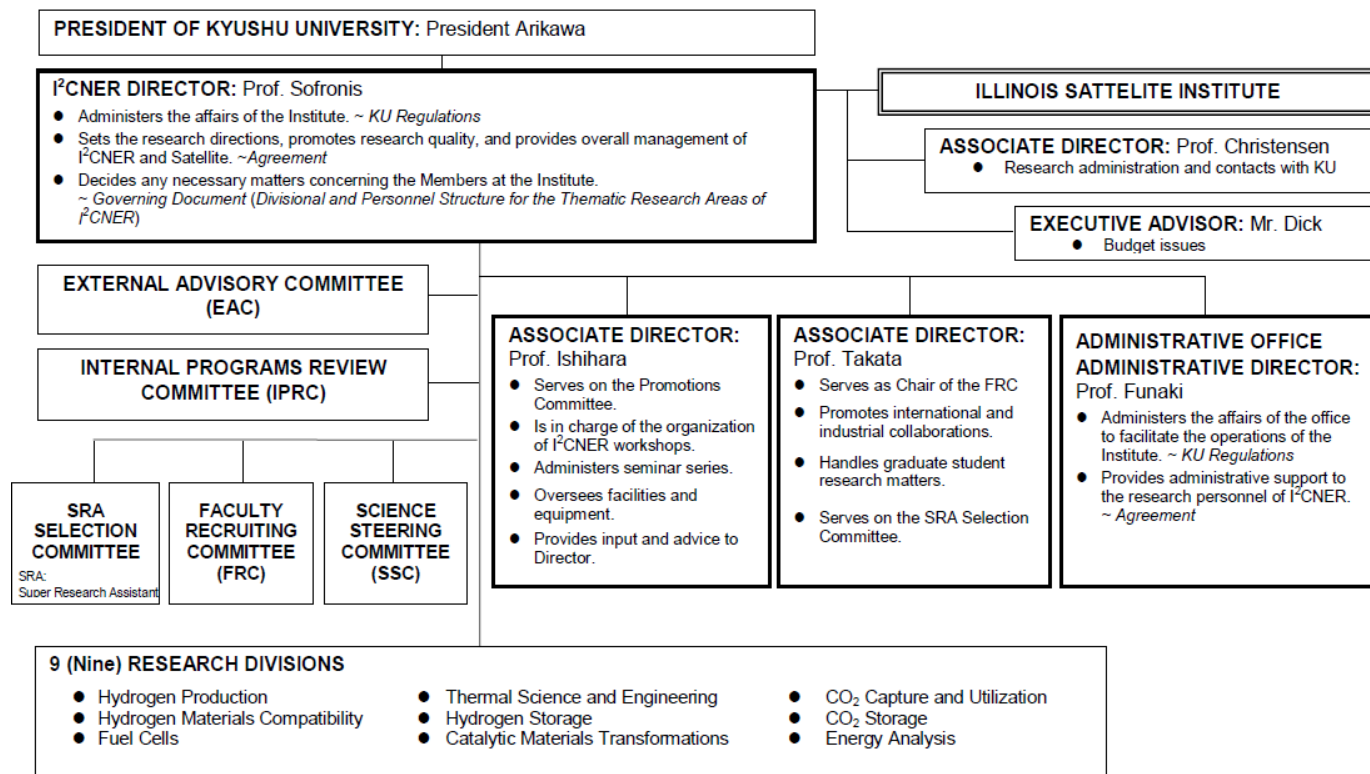 PRESIDENT OF KYUSHU UNIVERSITY: President Arikawa
I²CNER DIRECTOR: Prof. Sofronis
● Administers the affairs of the Institute. ~ KU Regulations
● Sets the research directions, promotes research quality, and provides overall management of
I²CNER and Satellite. ~Agreement
● Decides any necessary matters concerning the Members at the Institute.
~ Governing Document (Divisional and Personnel Structure for the Thematic Research Areas of
I²CNER)
ILLINOIS SATTELITE INSTITUTE
ASSOCIATE DIRECTOR: Prof. Christensen
● Research administration and contacts with KU
EXECUTIVE ADVISOR: Mr. Dick
● Budget issues
EXTERNAL ADVISORY COMMITTEE
(EAC)
INTERNAL PROGRAMS REVIEW
COMMITTEE (IPRC)
SRA
SELECTION
COMMITTEE
SRA:
Super Research Assistant
FACULTY
RECRUITING
COMMITTEE
(FRC)
SCIENCE
STEERING
COMMITTEE
(SSC)
ASSOCIATE DIRECTOR:
Prof. Ishihara
● Serves on the Promotions
Committee.
● Is in charge of the organization
of I²CNER workshops.
● Administers seminar series.
● Oversees facilities and
equipment.
● Provides input and advice to
Director.
ASSOCIATE DIRECTOR:
Prof. Takata
● Serves as Chair of the FRC
● Promotes international and
industrial collaborations.
● Handles graduate student
research matters.
● Serves on the SRA Selection
Committee.
ADMINISTRATIVE OFFICE
ADMINISTRATIVE DIRECTOR:
Prof. Funaki
● Administers the affairs of the office
to facilitate the operations of the
Institute. ~ KU Regulations
● Provides administrative support to
the research personnel of I²CNER.
~ Agreement
9 (Nine) RESEARCH DIVISIONS
● Hydrogen Production
● Hydrogen Materials Compatibility
● Fuel Cells
● Thermal Science and Engineering
● Hydrogen Storage
● Catalytic Materials Transformations
● CO₂ Capture and Utilization
● CO₂ Storage
● Energy Analysis